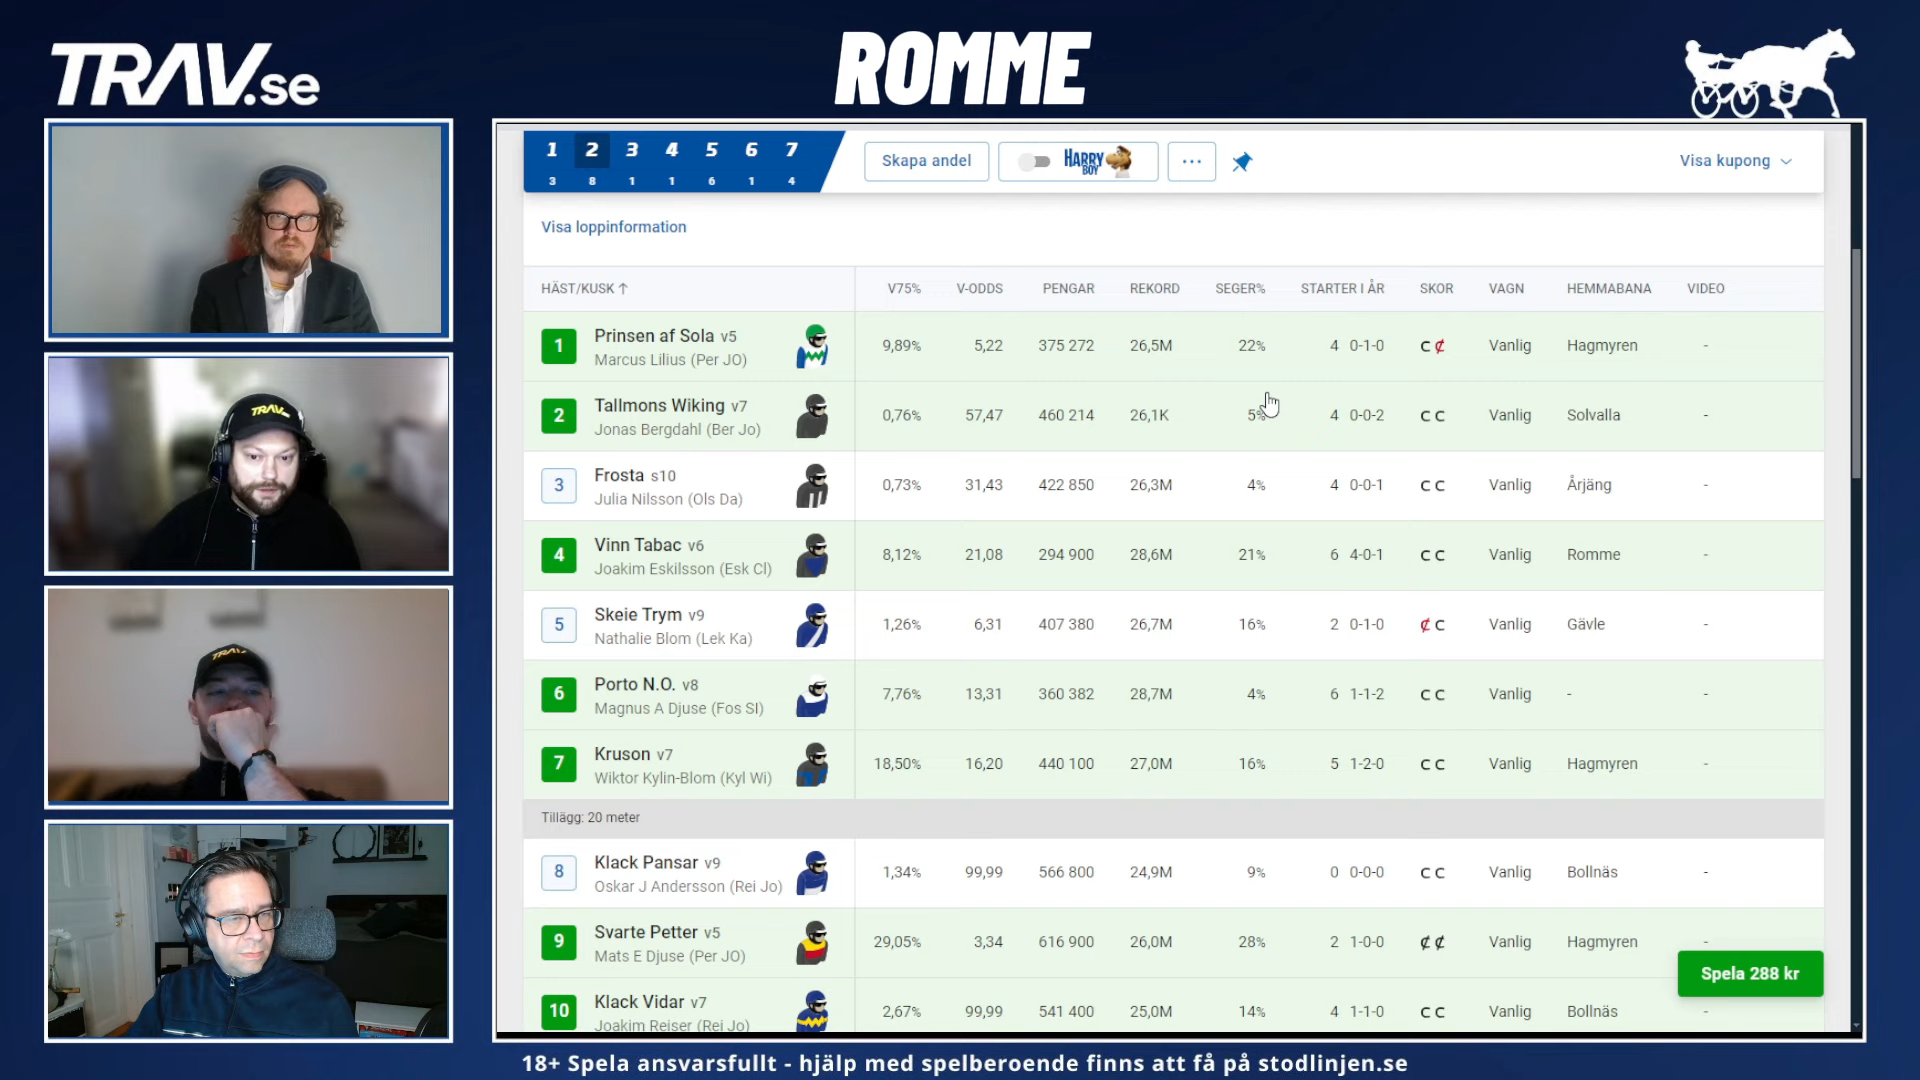 TRAV.se
ROMME
1 2 3 4 5 6 7
3 8 1 1 6 1 4
Skapa andel
HARRY BOY
...
Visa kupong
Visa loppinformation
HÄST/KUSK ↑ V75% V-ODDS PENGAR REKORD SEGER% STARTER I ÅR SKOR VAGN HEMMABANA VIDEO
1 Prinsen af Sola v5 9,89% 5,22 375 272 26,5M 22% 4 0-1-0 C ₵ Vanlig Hagmyren -
Marcus Lilius (Per JO)
2 Tallmons Wiking v7 0,76% 57,47 460 214 26,1K 5% 4 0-0-2 C C Vanlig Solvalla -
Jonas Bergdahl (Ber Jo)
3 Frosta s10 0,73% 31,43 422 850 26,3M 4% 4 0-0-1 C C Vanlig Årjäng -
Julia Nilsson (Ols Da)
4 Vinn Tabac v6 8,12% 21,08 294 900 28,6M 21% 6 4-0-1 C C Vanlig Romme -
Joakim Eskilsson (Esk Cl)
5 Skeie Trym v9 1,26% 6,31 407 380 26,7M 16% 2 0-1-0 ₵ C Vanlig Gävle -
Nathalie Blom (Lek Ka)
6 Porto N.O. v8 7,76% 13,31 360 382 28,7M 4% 6 1-1-2 C C Vanlig - -
Magnus A Djuse (Fos Sl)
7 Kruson v7 18,50% 16,20 440 100 27,0M 16% 5 1-2-0 C C Vanlig Hagmyren -
Wiktor Kylin-Blom (Kyl Wi)
Tillägg: 20 meter
8 Klack Pansar v9 1,34% 99,99 566 800 24,9M 9% 0 0-0-0 C C Vanlig Bollnäs -
Oskar J Andersson (Rei Jo)
9 Svarte Petter v5 29,05% 3,34 616 900 26,0M 28% 2 1-0-0 ₵ ₵ Vanlig Hagmyren -
Mats E Djuse (Per JO)
Spela 288 kr
10 Klack Vidar v7 2,67% 99,99 541 400 25,0M 14% 4 1-1-0 C C Vanlig Bollnäs -
Joakim Reiser (Rei Jo)
18+ Spela ansvarsfullt - hjälp med spelberoende finns att få på stodlinjen.se
TRAV.se
TRAV.se